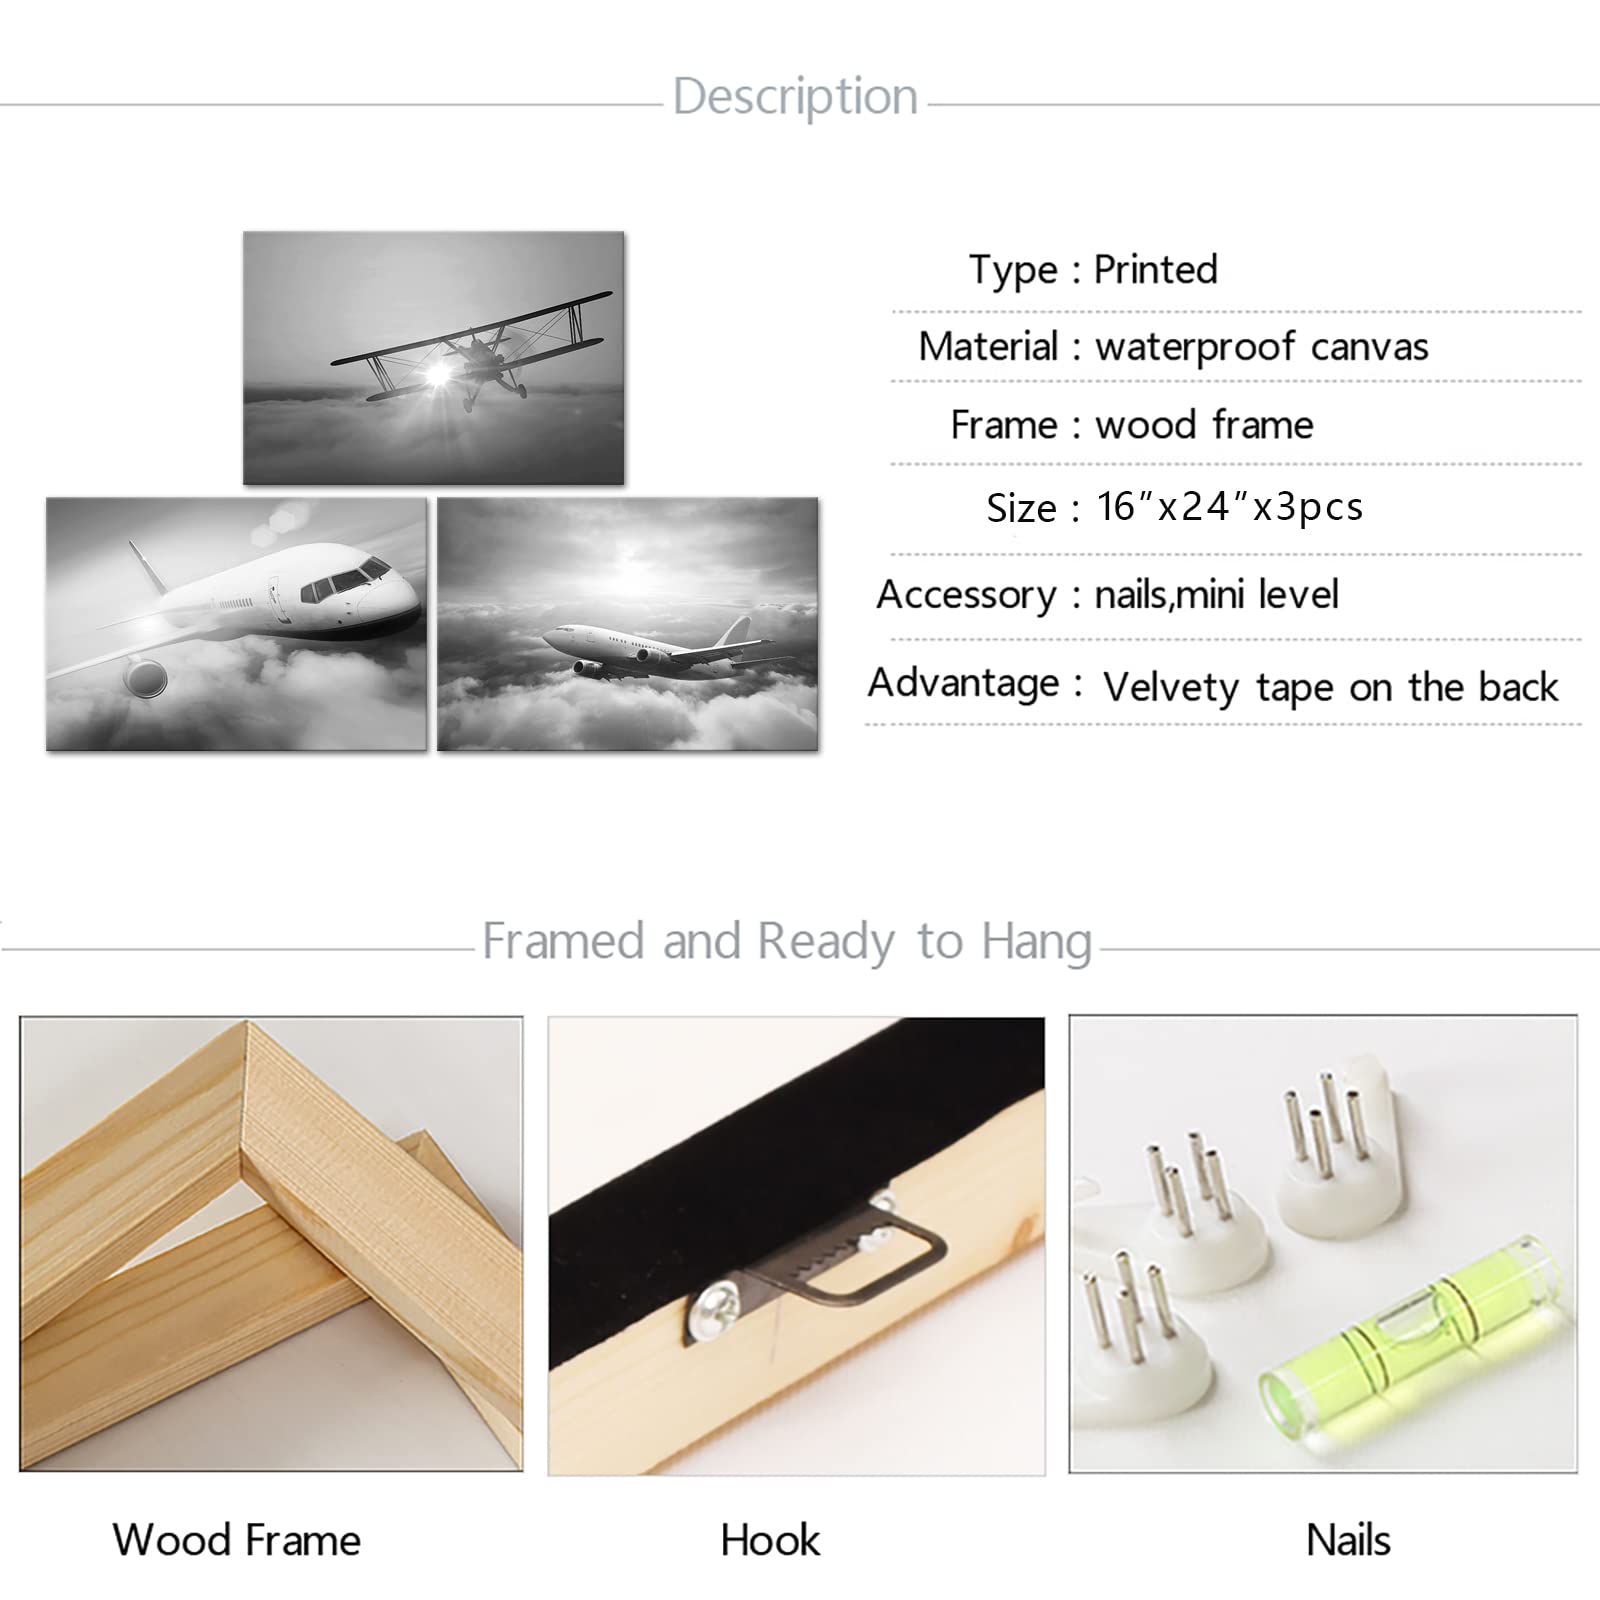 Description
Type : Printed
Material : waterproof canvas
Frame : wood frame
Size : 16"x24"x3pcs
Accessory : nails,mini level
Advantage : Velvety tape on the back
Framed and Ready to Hang
Wood Frame
Hook
Nails